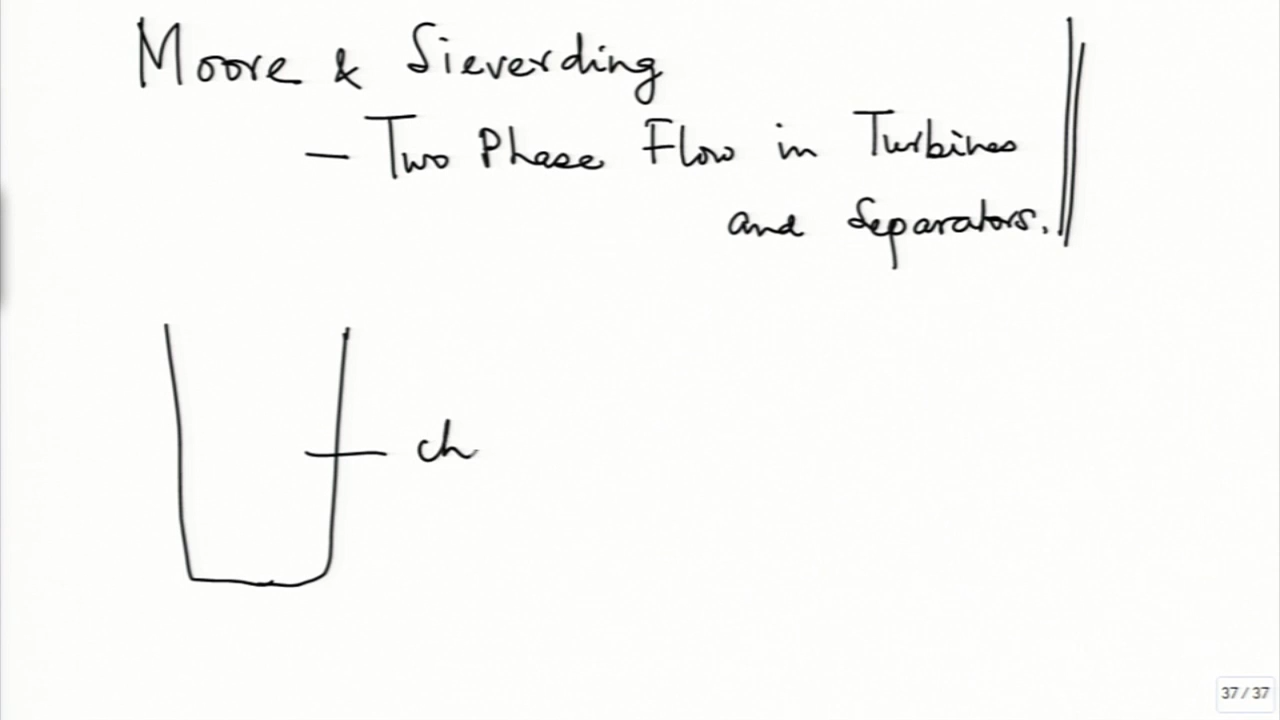 Moore & Sieverding
— Two Phase Flow in Turbines
and Separators.
ch
37 / 37